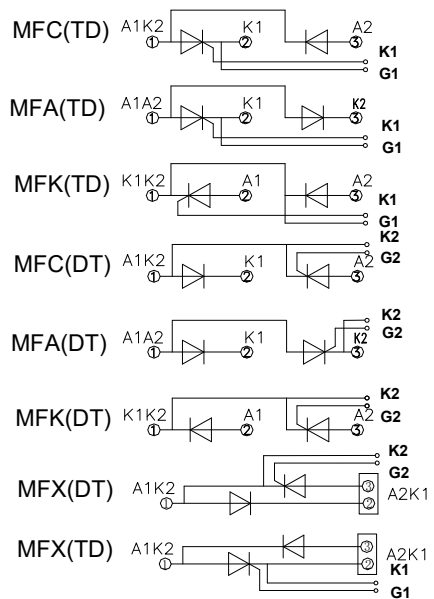 MFC(TD) A1K2 K1 A2
1 2 3
K1
G1
MFA(TD) A1A2 K1 K2
1 2 3
K1
G1
MFK(TD) K1K2 A1 A2
1 2 3
K1
G1
K2
MFC(DT) A1K2 K1 G2
A2
1 2 3
K2
G2
MFA(DT) A1A2 K1 K2
1 2 3
MFK(DT) K1K2 A1 K2
G2
A2
1 2 3
K2
G2
MFX(DT) A1K2 3 A2K1
1 2
MFX(TD) A1K2 3 A2K1
1 2
K1
G1